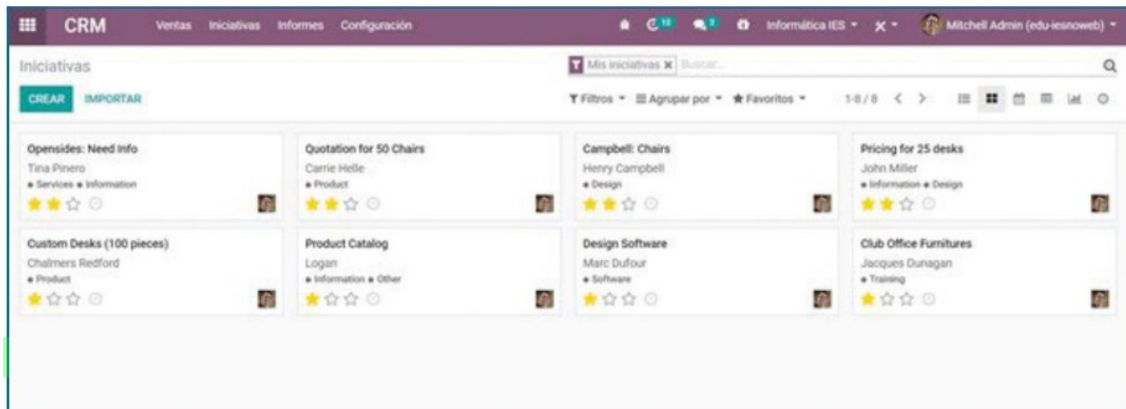 CRM Ventas Iniciativas Informes Configuración 12 3 Informática IES Mitchell Admin (edu-iesnoweb)
Iniciativas Mis iniciativas x Buscar...
CREAR IMPORTAR Filtros Agrupar por Favoritos 1-8 / 8
Opensides: Need Info
Tina Pinero
Services Information
Quotation for 50 Chairs
Carrie Helle
Product
Campbell: Chairs
Henry Campbell
Design
Pricing for 25 desks
John Miller
Information Design
Custom Desks (100 pieces)
Chalmers Redford
Product
Product Catalog
Logan
Information Other
Design Software
Marc Dufour
Software
Club Office Furnitures
Jacques Dunagan
Training